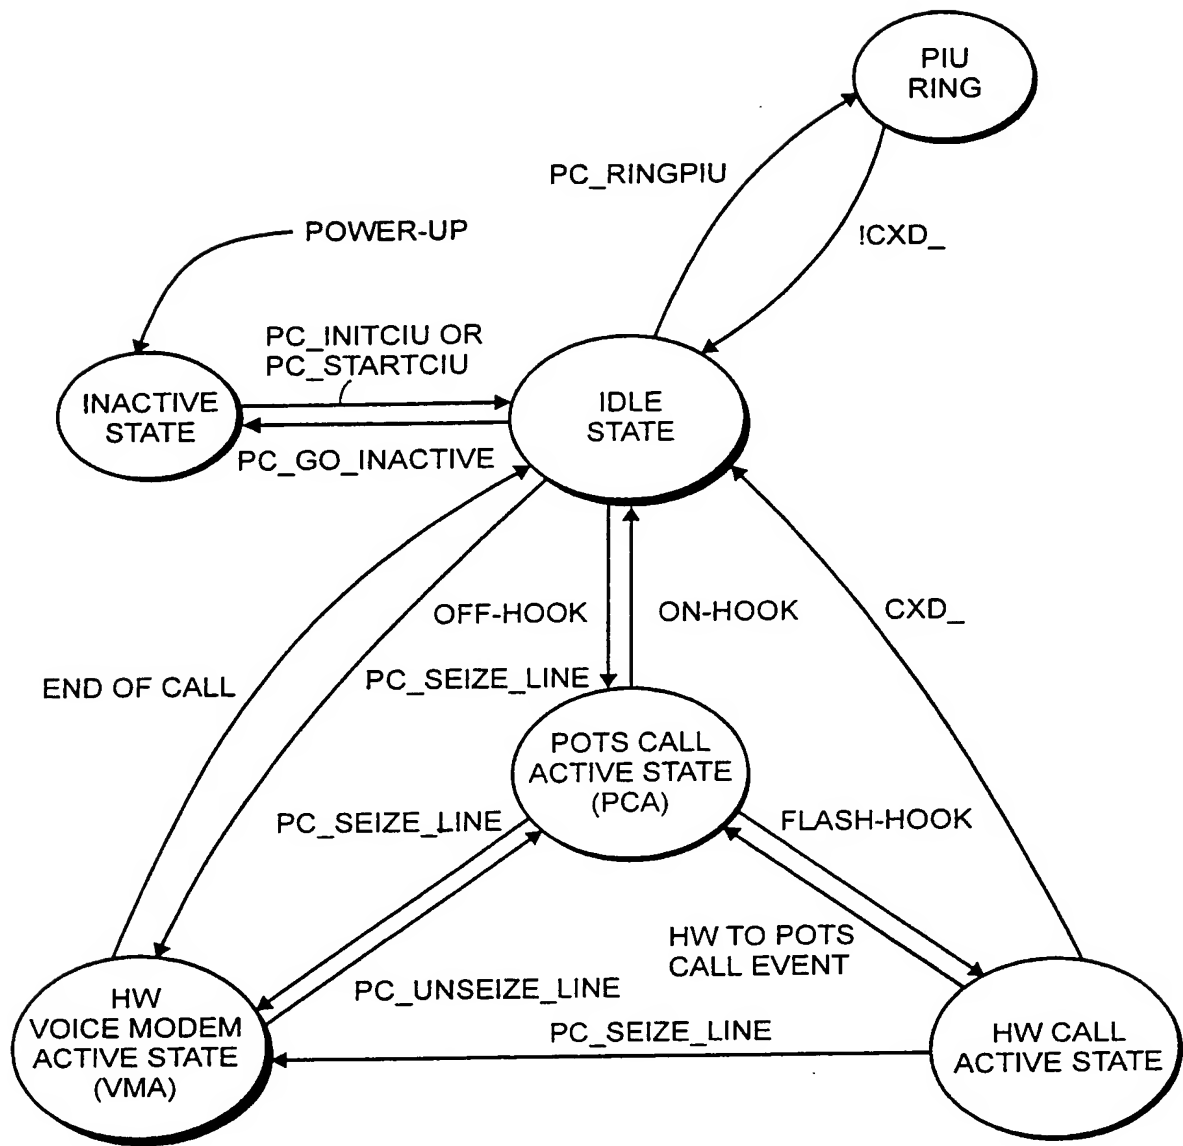 PIU
RING
PC_RINGPIU
!CXD_
POWER-UP
PC_INITCIU OR
PC_STARTCIU
INACTIVE
STATE
IDLE
STATE
PC_GO_INACTIVE
OFF-HOOK
ON-HOOK
CXD_
END OF CALL
PC_SEIZE_LINE
POTS CALL
ACTIVE STATE
(PCA)
PC_SEIZE_LINE
FLASH-HOOK
HW TO POTS
CALL EVENT
PC_UNSEIZE_LINE
HW
VOICE MODEM
ACTIVE STATE
(VMA)
PC_SEIZE_LINE
HW CALL
ACTIVE STATE